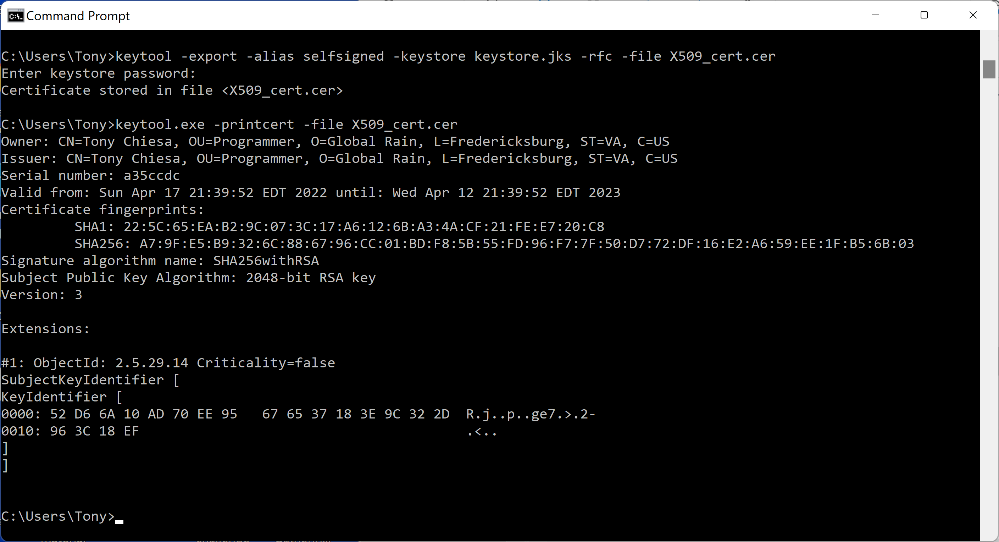 Command Prompt
C:\Users\Tony>keytool -export -alias selfsigned -keystore keystore.jks -rfc -file X509_cert.cer
Enter keystore password:
Certificate stored in file <X509_cert.cer>
C:\Users\Tony>keytool.exe -printcert -file X509_cert.cer
Owner: CN=Tony Chiesa, OU=Programmer, O=Global Rain, L=Fredericksburg, ST=VA, C=US
Issuer: CN=Tony Chiesa, OU=Programmer, O=Global Rain, L=Fredericksburg, ST=VA, C=US
Serial number: a35ccdc
Valid from: Sun Apr 17 21:39:52 EDT 2022 until: Wed Apr 12 21:39:52 EDT 2023
Certificate fingerprints:
SHA1: 22:5C:65:EA:B2:9C:07:3C:17:A6:12:6B:A3:4A:CF:21:FE:E7:20:C8
SHA256: A7:9F:E5:B9:32:6C:88:67:96:CC:01:BD:F8:5B:55:FD:96:F7:7F:50:D7:72:DF:16:E2:A6:59:EE:1F:B5:6B:03
Signature algorithm name: SHA256withRSA
Subject Public Key Algorithm: 2048-bit RSA key
Version: 3
Extensions:
#1: ObjectId: 2.5.29.14 Criticality=false
SubjectKeyIdentifier [
KeyIdentifier [
0000: 52 D6 6A 10 AD 70 EE 95   67 65 37 18 3E 9C 32 2D  R.j..p..ge7.>.2-
0010: 96 3C 18 EF                                        .<..
]
]
C:\Users\Tony>